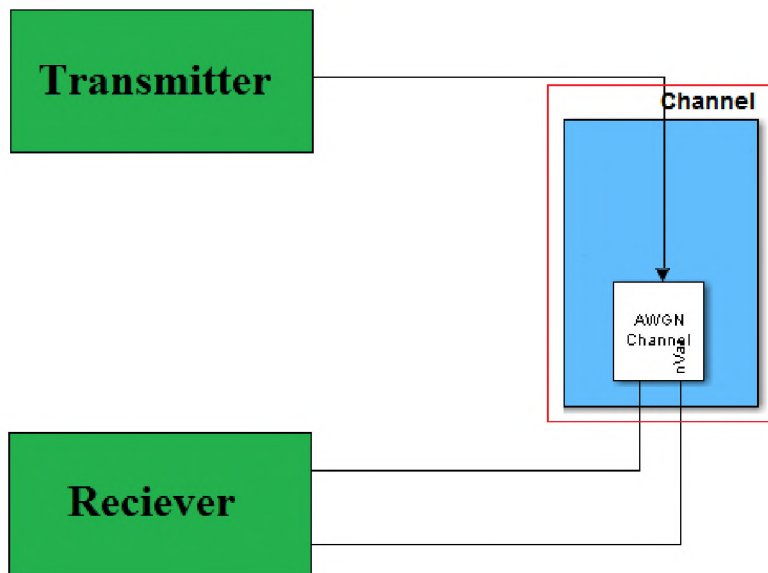 Transmitter
Channel
AWGN
Channel
nVar
Reciever